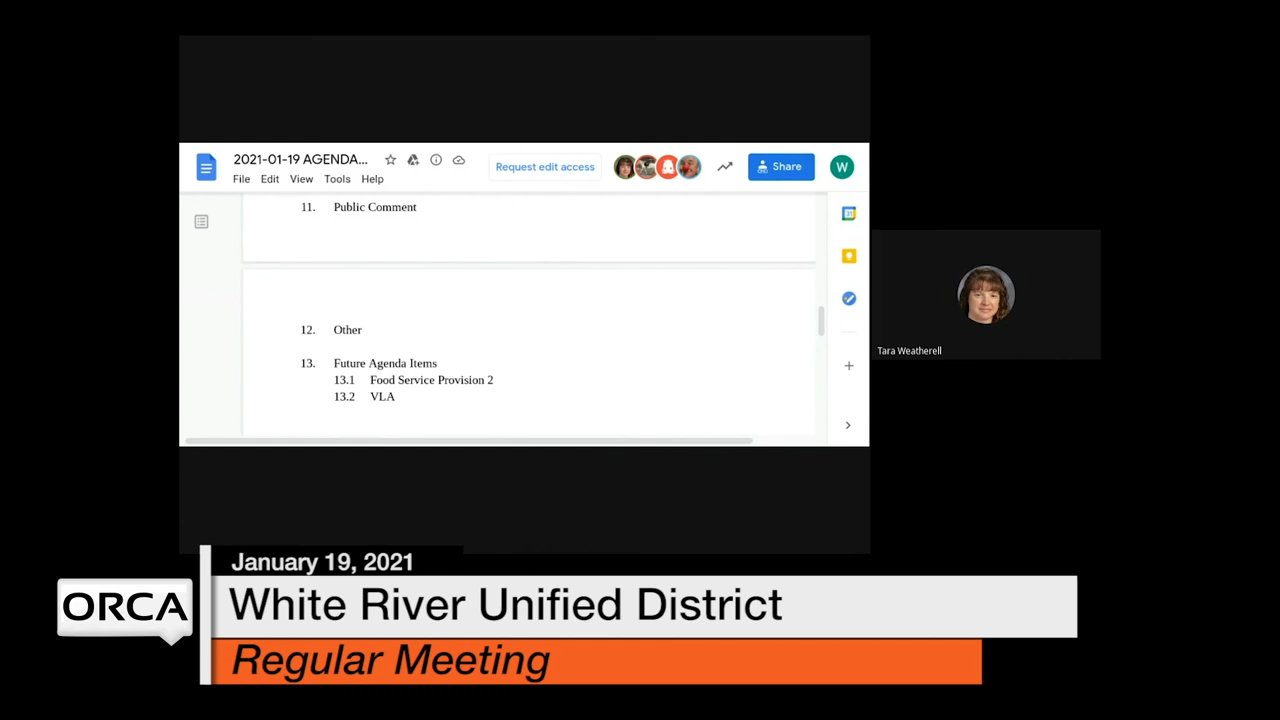 2021-01-19 AGENDA...
File Edit View Tools Help
Request edit access
Share
W
11. Public Comment
31
12. Other
13. Future Agenda Items
13.1 Food Service Provision 2
13.2 VLA
Tara Weatherell
January 19, 2021
ORCA
White River Unified District
Regular Meeting